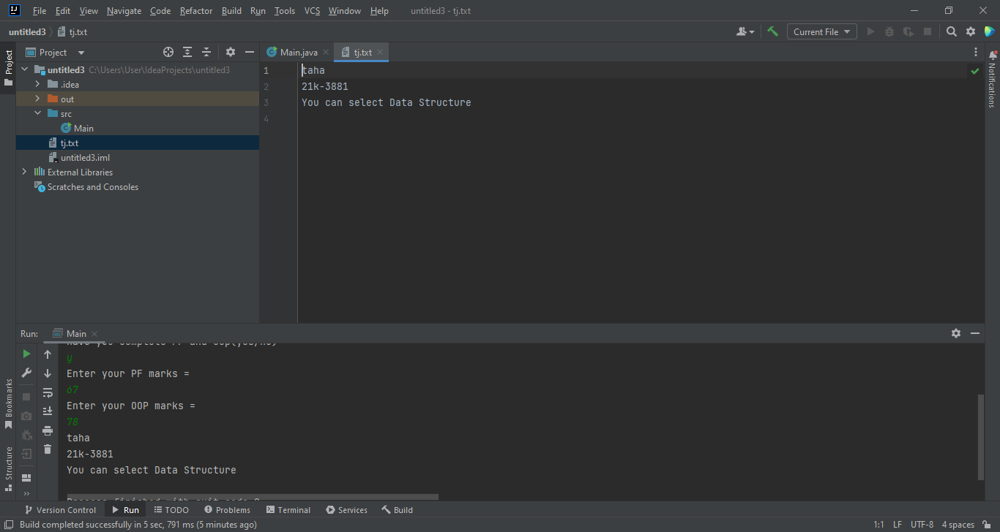 File Edit View Navigate Code Refactor Build Run Tools VCS Window Help untitled3 - tj.txt
untitled3 tj.txt Current File
Project
Main.java tj.txt
untitled3 C:\Users\User\IdeaProjects\untitled3
.idea
out
src
Main
tj.txt
untitled3.iml
External Libraries
Scratches and Consoles
1 taha
2 21k-3881
3 You can select Data Structure
4
Project
Notifications
Bookmarks
Structure
Run: Main
y
Enter your PF marks =
67
Enter your OOP marks =
78
taha
21k-3881
You can select Data Structure
Version Control Run TODO Problems Terminal Services Build
Build completed successfully in 5 sec, 791 ms (5 minutes ago) 1:1 LF UTF-8 4 spaces